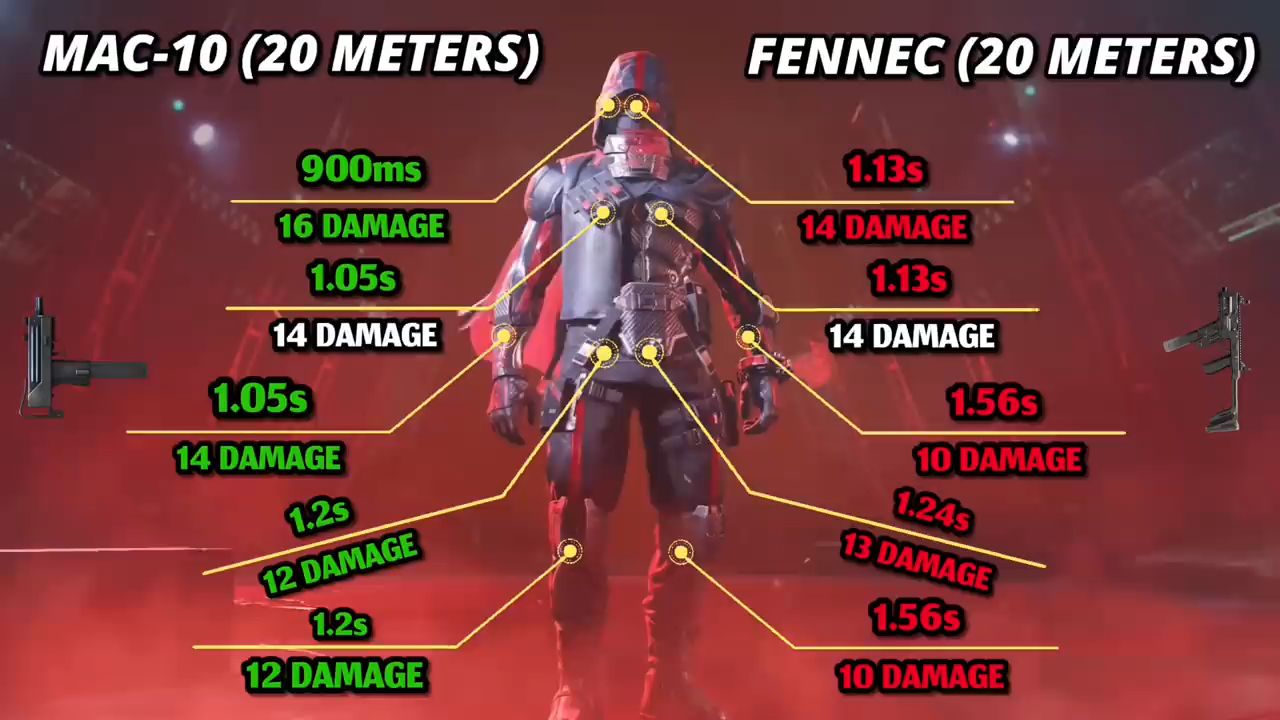 MAC-10 (20 METERS)
FENNEC (20 METERS)
900ms
16 DAMAGE
1.05s
14 DAMAGE
1.05s
14 DAMAGE
1.2s
12 DAMAGE
1.2s
12 DAMAGE
1.13s
14 DAMAGE
1.13s
14 DAMAGE
1.56s
10 DAMAGE
1.24s
13 DAMAGE
1.56s
10 DAMAGE